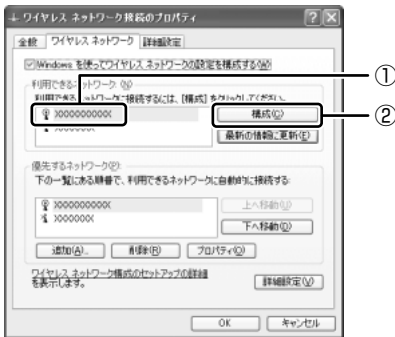 ワイヤレス ネットワーク接続のプロパティ
全般 ワイヤレス ネットワーク 詳細設定
Windows を使ってワイヤレス ネットワークの設定を構成する(W)
利用できるネットワーク(N)
利用できるネットワークに接続するには、[構成] をクリックしてください。
XXXXXXXXXXX
構成(C)
最新の情報に更新(E)
①
②
優先するネットワーク(P):
下の一覧にある順番で、利用できるネットワークに自動的に接続する:
XXXXXXXXXXX
XXXXXXX
上へ移動(U)
下へ移動(D)
追加(A)... 削除(R) プロパティ(O)
ワイヤレス ネットワーク構成のセットアップの詳細
を表示します。
詳細設定(V)
OK キャンセル